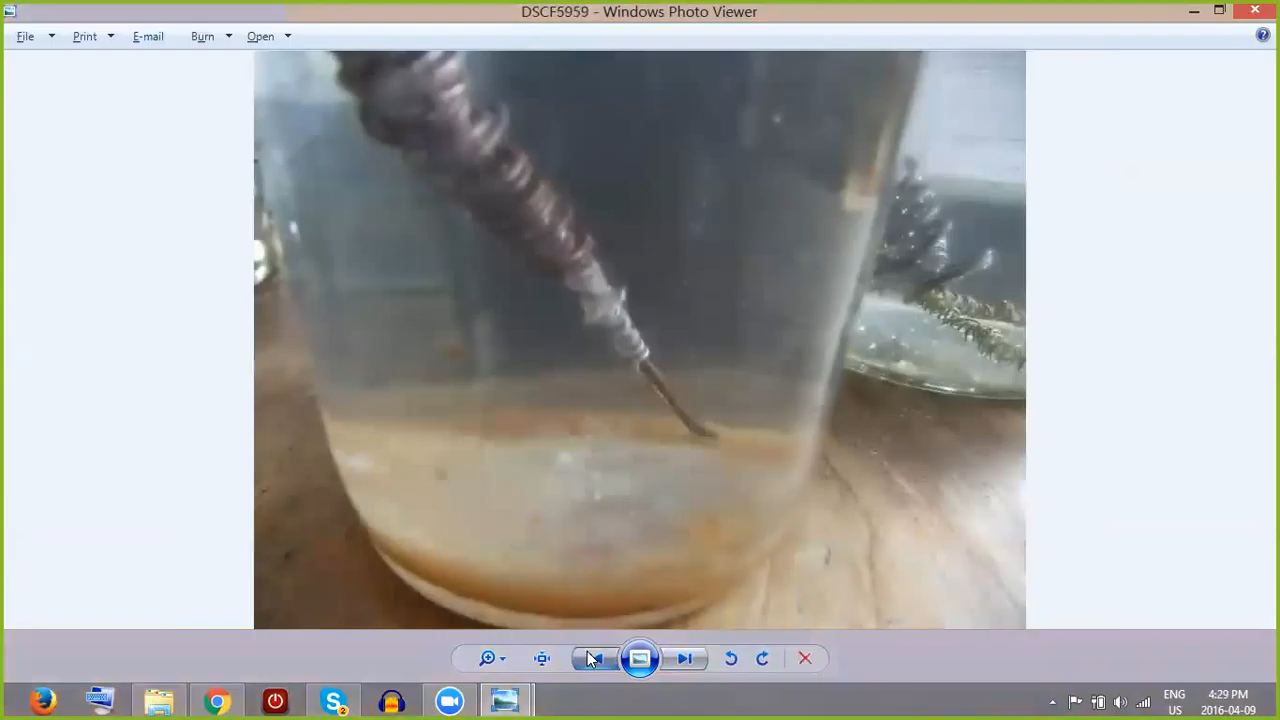 DSCF5959 - Windows Photo Viewer
File Print E-mail Burn Open
ENG 4:29 PM
US 2016-04-09